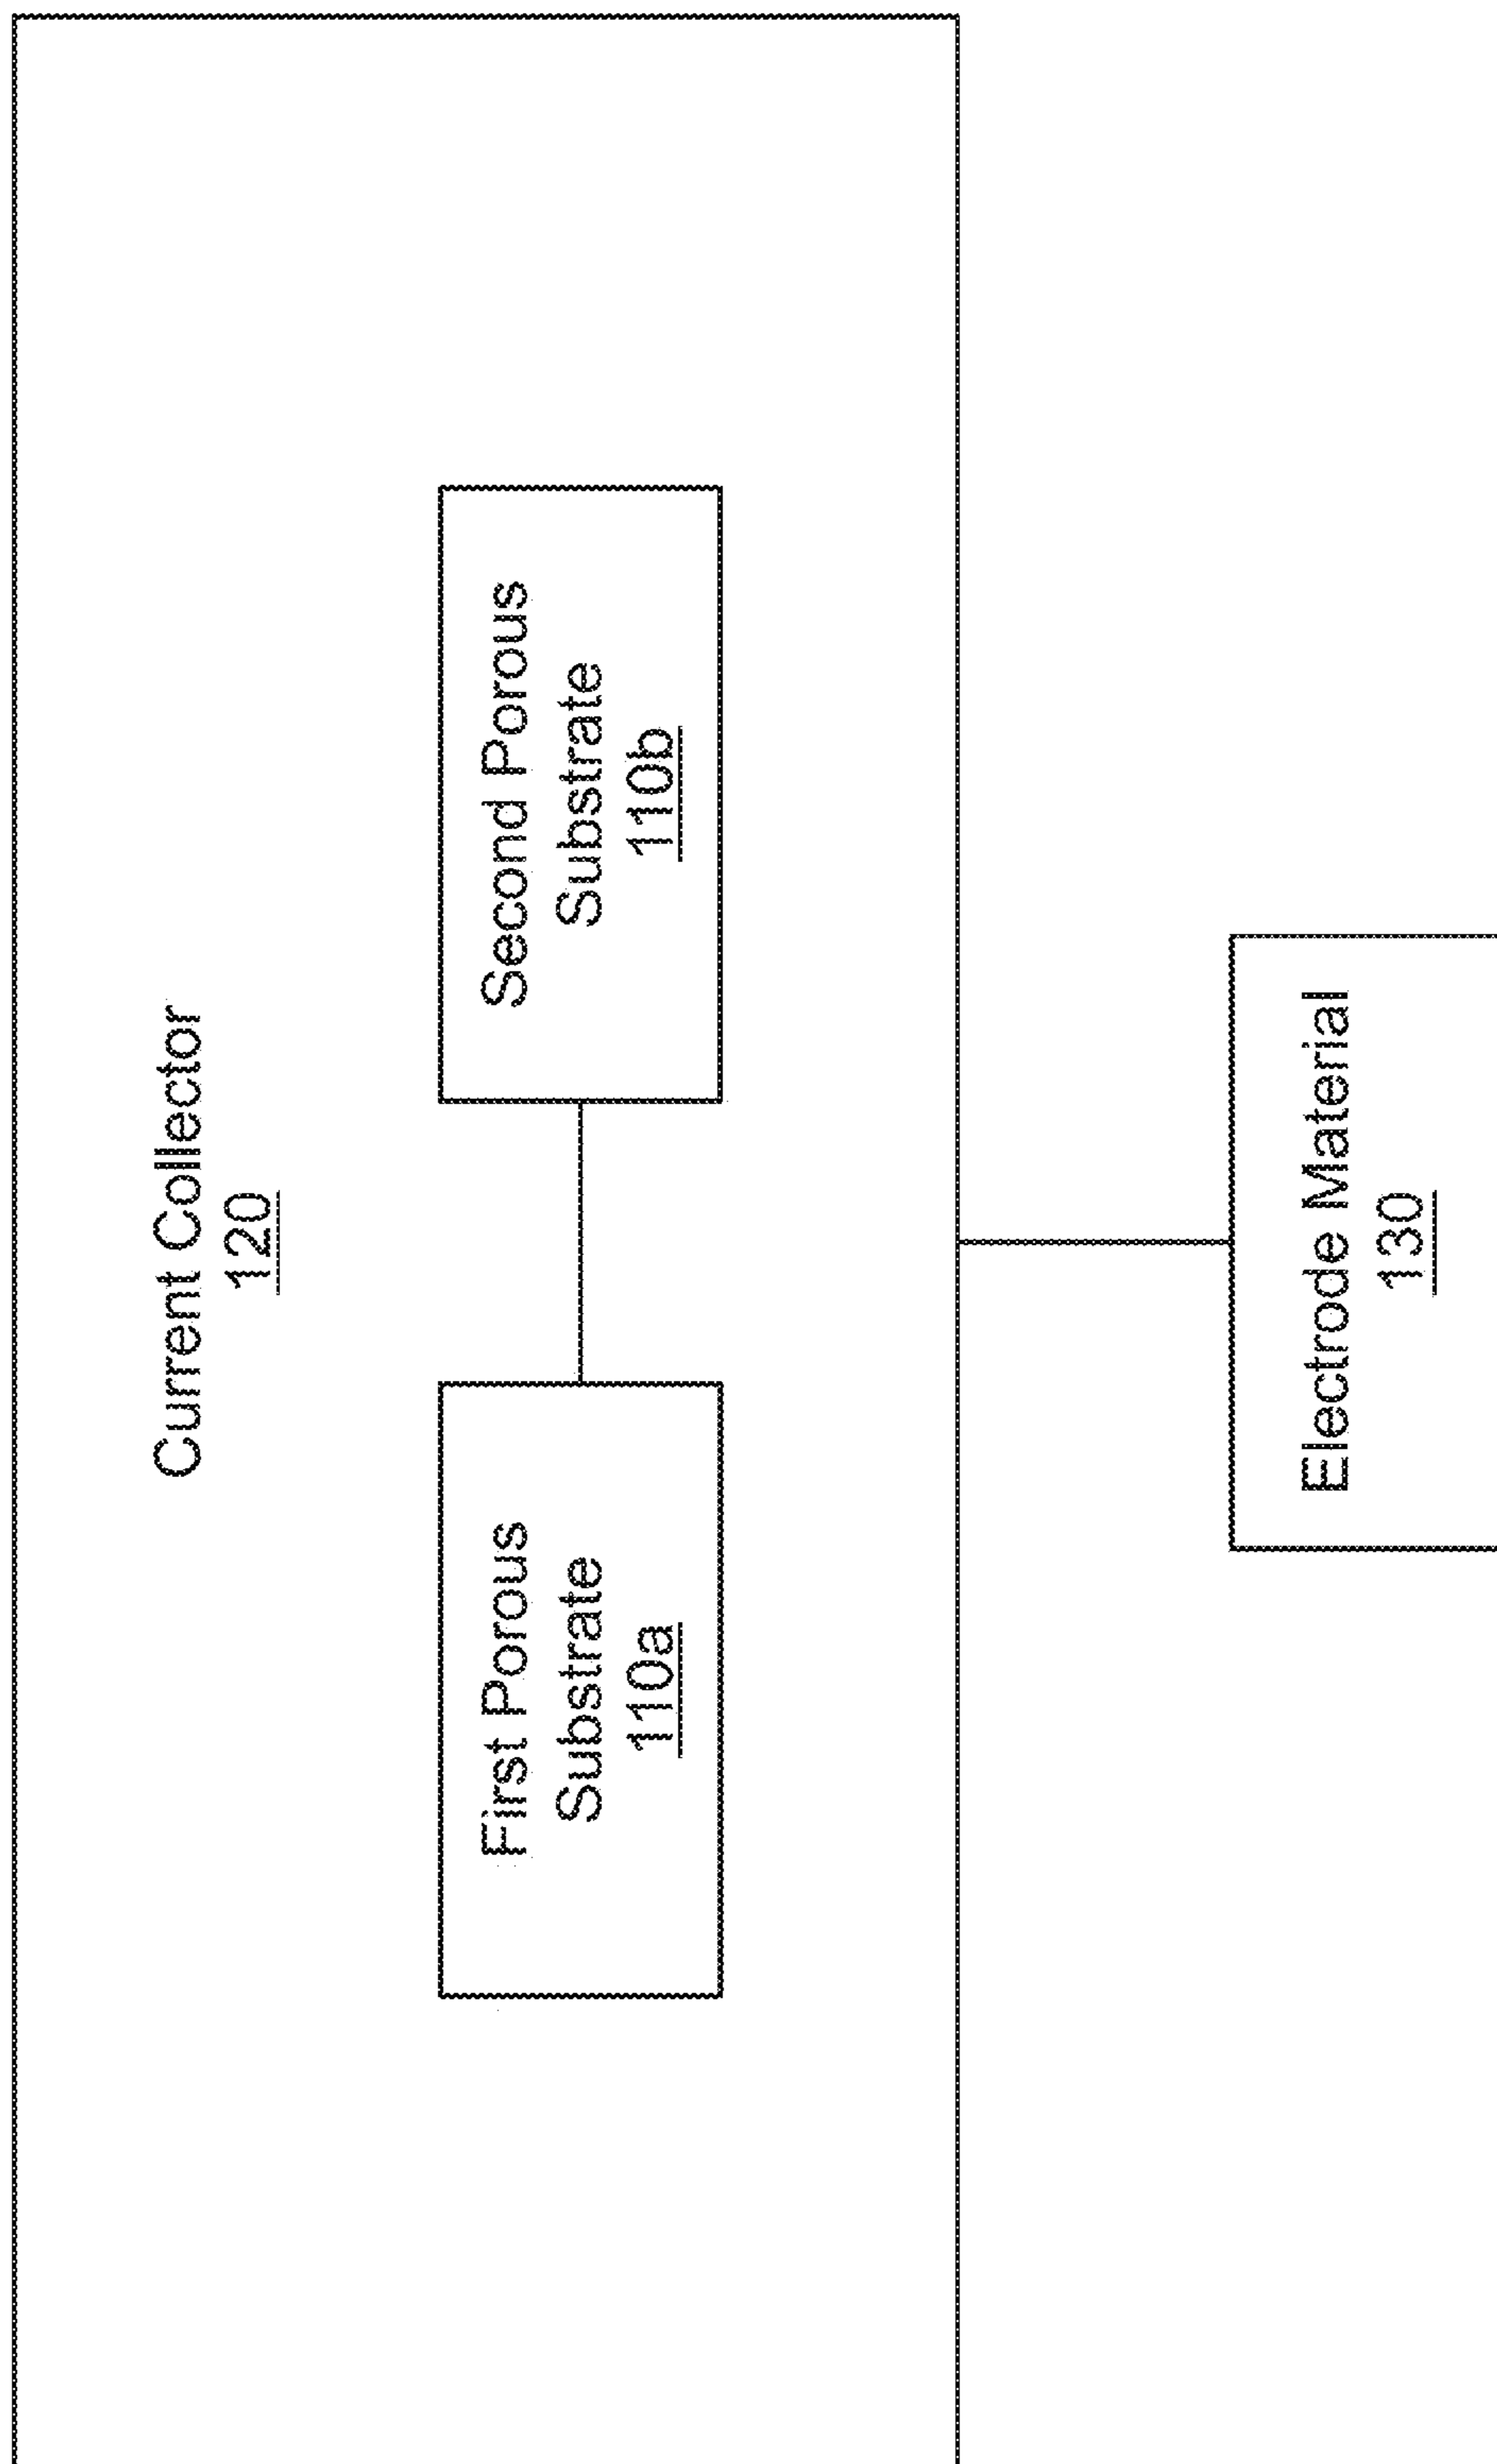 Current Collector
120
First Porous
Substrate
110a
Second Porous
Substrate
110b
Electrode Material
130